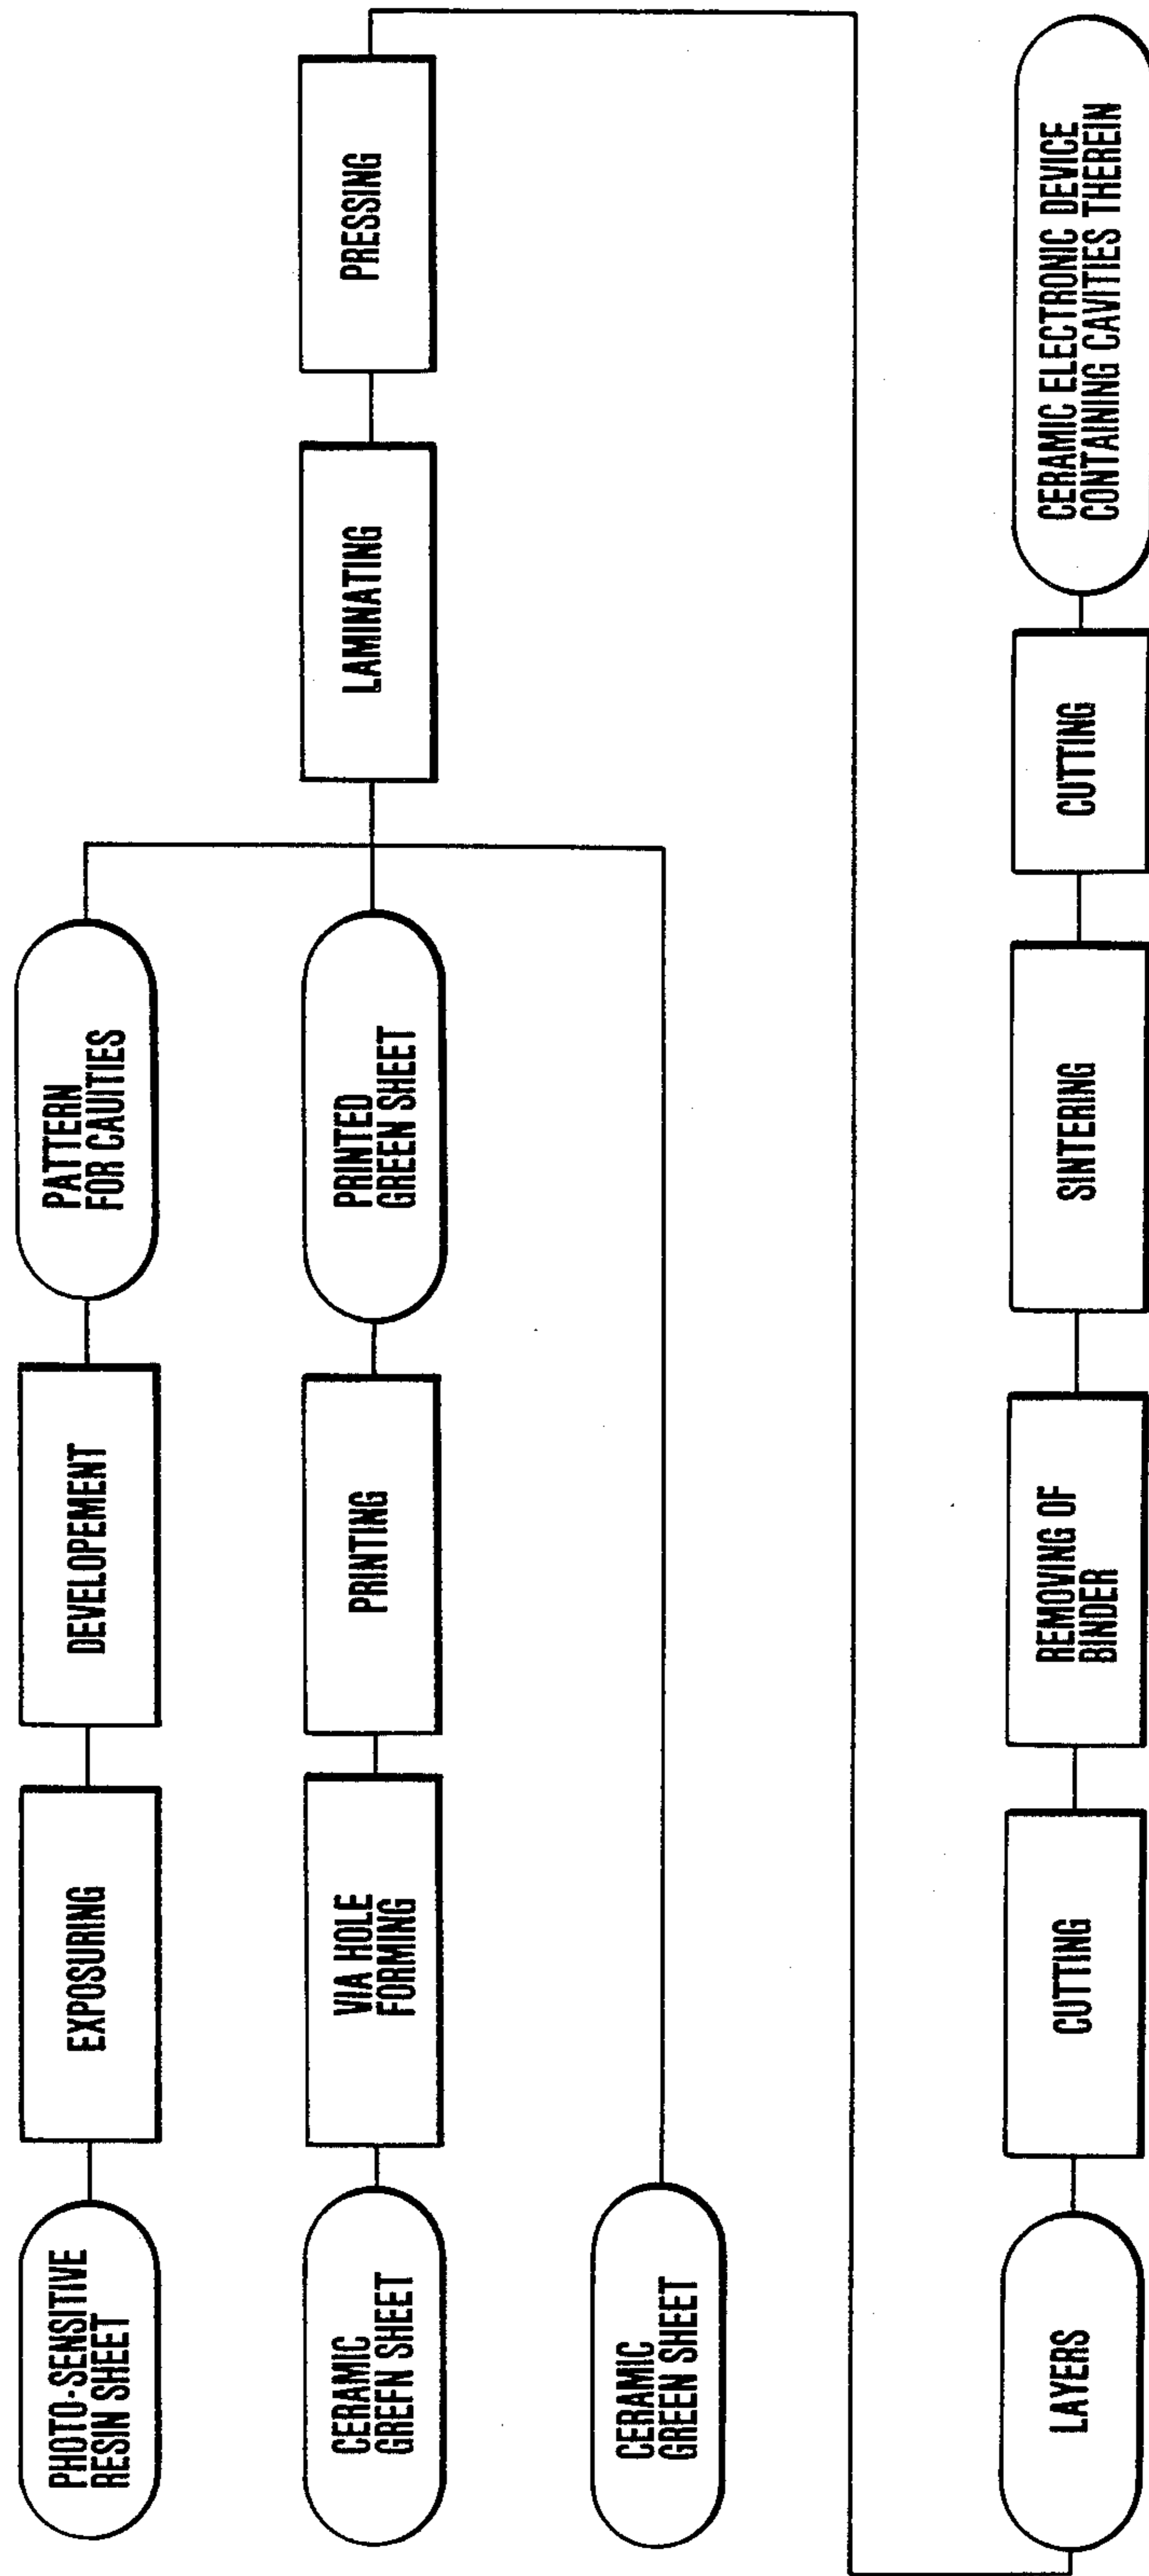 PHOTO-SENSITIVE
RESIN SHEET
EXPOSURING
DEVELOPEMENT
PATTERN
FOR CAUITIES
CERAMIC
GREFN SHEET
VIA HOLE
FORMING
PRINTING
PRINTED
GREEN SHEET
CERAMIC
GREEN SHEET
LAMINATING
PRESSING
LAYERS
CUTTING
REMOVING OF
BINDER
SINTERING
CUTTING
CERAMIC ELECTRONIC DEVICE
CONTAINING CAVITIES THEREIN